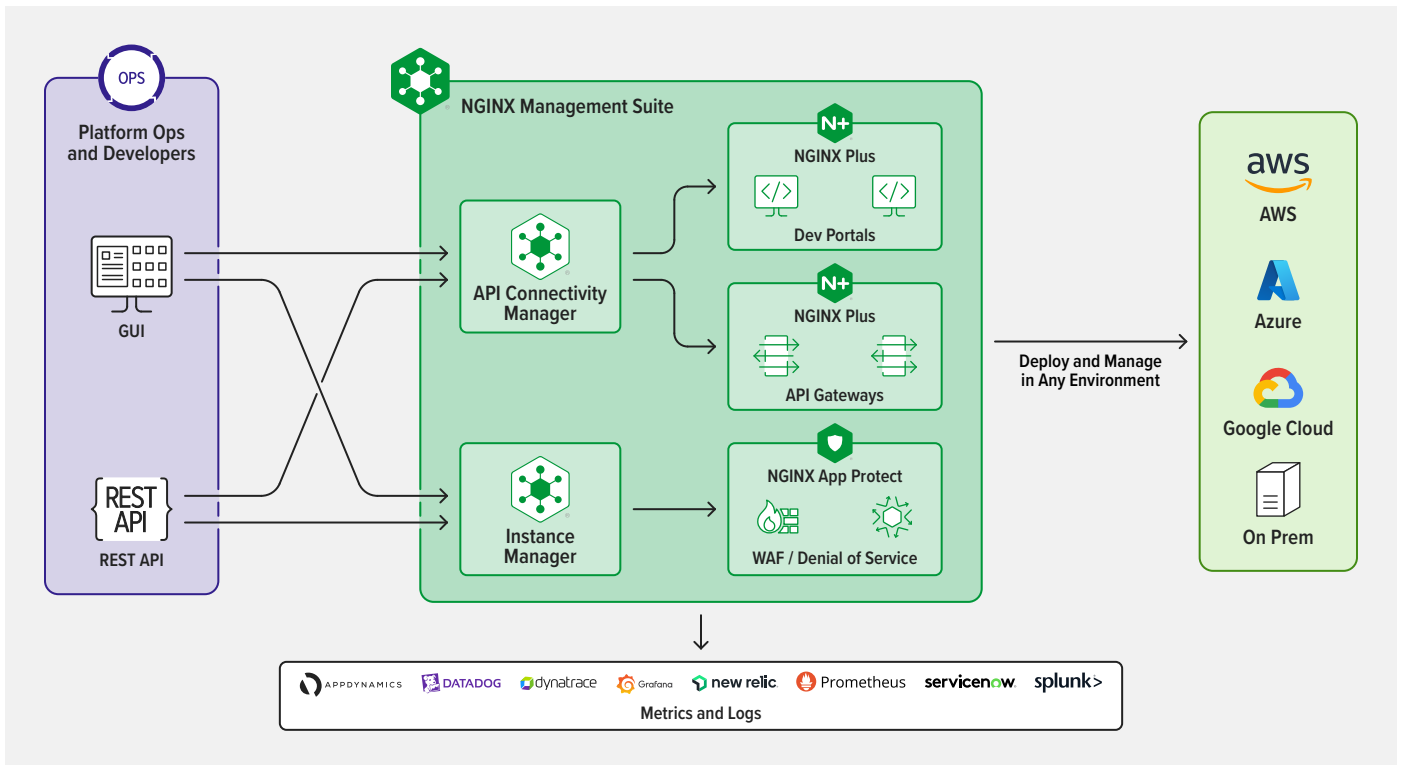 OPS
Platform Ops
and Developers
GUI
REST
API
REST API
NGINX Management Suite
API Connectivity
Manager
Instance
Manager
N+
NGINX Plus
</>
</>
Dev Portals
N+
NGINX Plus
API Gateways
NGINX App Protect
WAF / Denial of Service
Deploy and Manage
in Any Environment
aws
AWS
Azure
Google Cloud
On Prem
APPDYNAMICS DATADOG dynatrace Grafana new relic Prometheus servicenow splunk>
Metrics and Logs